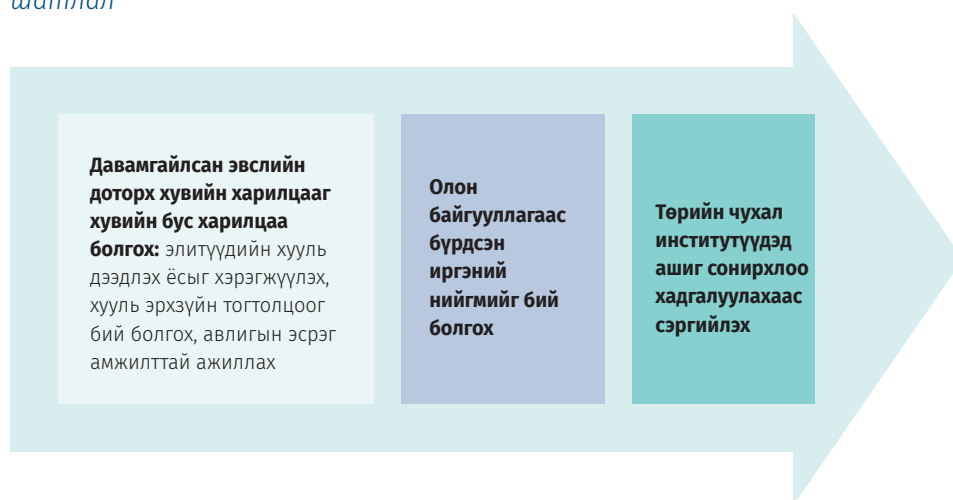 шатлал
Давамгайлсан эвслийн
доторх хувийн харилцааг
хувийн бус харилцаа
болгох: элитүүдийн хууль
дээдлэх ёсыг хэрэгжүүлэх,
хууль эрхзүйн тогтолцоог
бий болгох, авлигын эсрэг
амжилттай ажиллах
Олон
байгууллагаас
бүрдсэн
иргэний
нийгмийг бий
болгох
Төрийн чухал
институтүүдэд
ашиг сонирхлоо
хадгалуулахаас
сэргийлэх